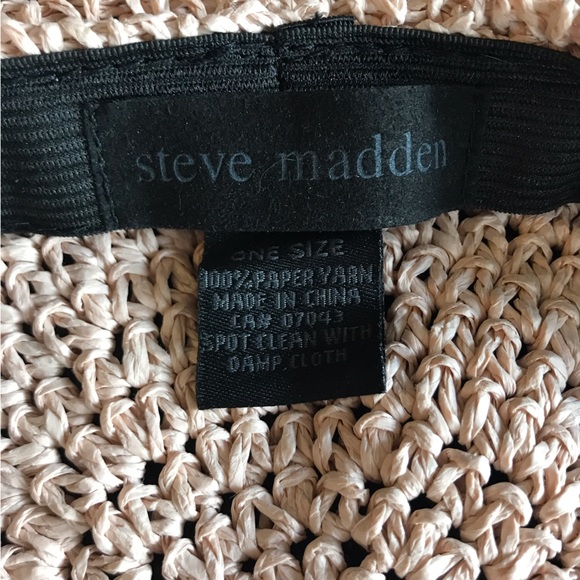 steve madden
ONE SIZE
100% PAPER YARN
MADE IN CHINA
CA# 07043
SPOT CLEAN WITH
DAMP CLOTH